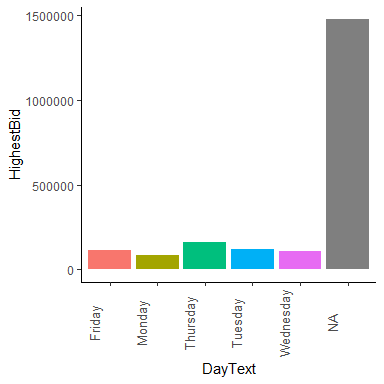 HighestBid
1500000
1000000
500000
0
Friday
Monday
Thursday
Tuesday
Wednesday
NA
DayText